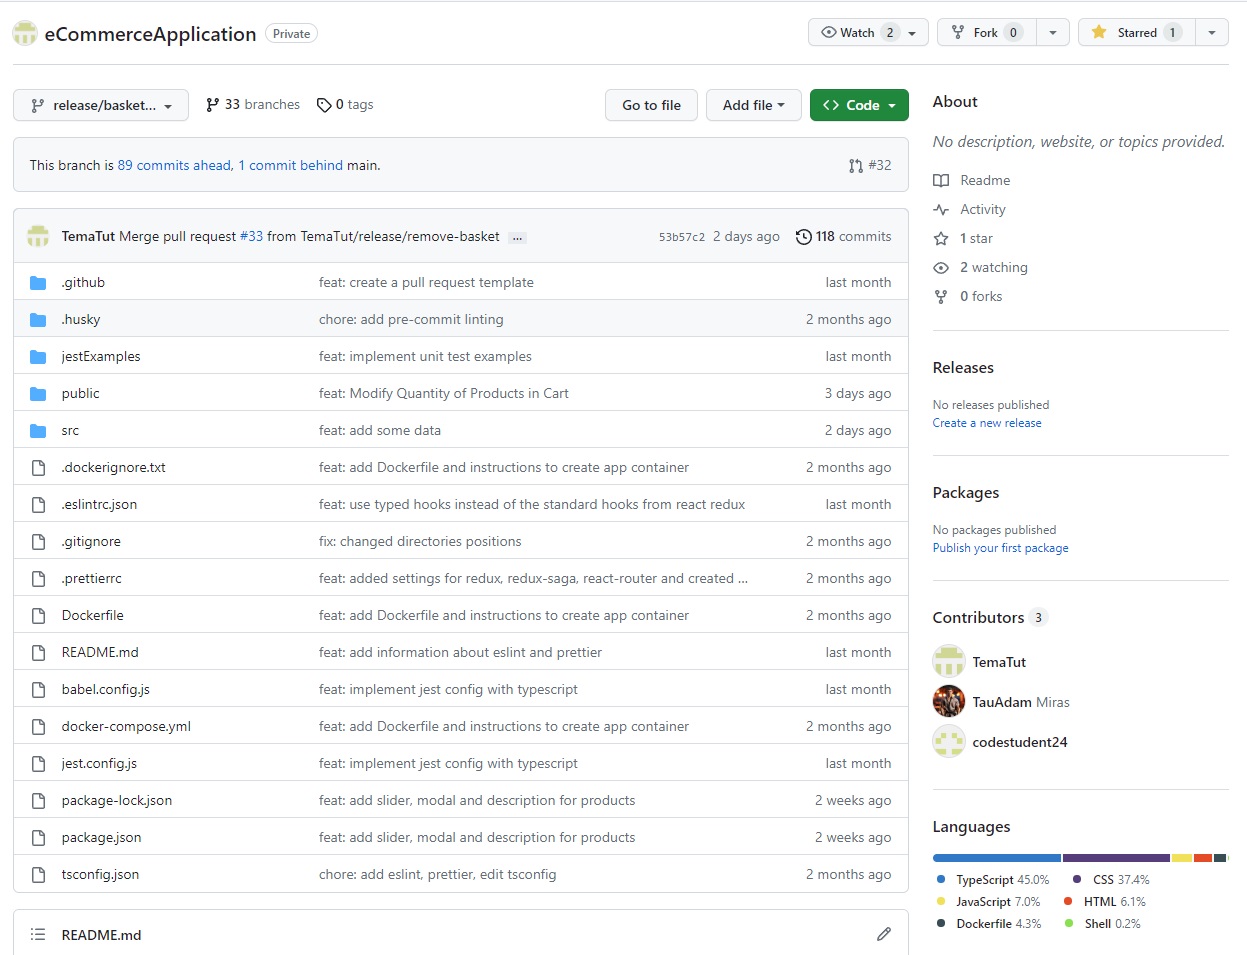 eCommerceApplication Private Watch 2 Fork 0 Starred 1
release/basket... 33 branches 0 tags Go to file Add file Code
This branch is 89 commits ahead, 1 commit behind main. #32
TemaTut Merge pull request #33 from TemaTut/release/remove-basket ... 53b57c2 2 days ago 118 commits
.github feat: create a pull request template last month
.husky chore: add pre-commit linting 2 months ago
jestExamples feat: implement unit test examples last month
public feat: Modify Quantity of Products in Cart 3 days ago
src feat: add some data 2 days ago
.dockerignore.txt feat: add Dockerfile and instructions to create app container 2 months ago
.eslintrc.json feat: use typed hooks instead of the standard hooks from react redux last month
.gitignore fix: changed directories positions 2 months ago
.prettierrc feat: added settings for redux, redux-saga, react-router and created ... 2 months ago
Dockerfile feat: add Dockerfile and instructions to create app container 2 months ago
README.md feat: add information about eslint and prettier last month
babel.config.js feat: implement jest config with typescript last month
docker-compose.yml feat: add Dockerfile and instructions to create app container 2 months ago
jest.config.js feat: implement jest config with typescript last month
package-lock.json feat: add slider, modal and description for products 2 weeks ago
package.json feat: add slider, modal and description for products 2 weeks ago
tsconfig.json chore: add eslint, prettier, edit tsconfig 2 months ago
README.md
About
No description, website, or topics provided.
Readme
Activity
1 star
2 watching
0 forks
Releases
No releases published
Create a new release
Packages
No packages published
Publish your first package
Contributors 3
TemaTut
TauAdam Miras
codestudent24
Languages
TypeScript 45.0% CSS 37.4%
JavaScript 7.0% HTML 6.1%
Dockerfile 4.3% Shell 0.2%